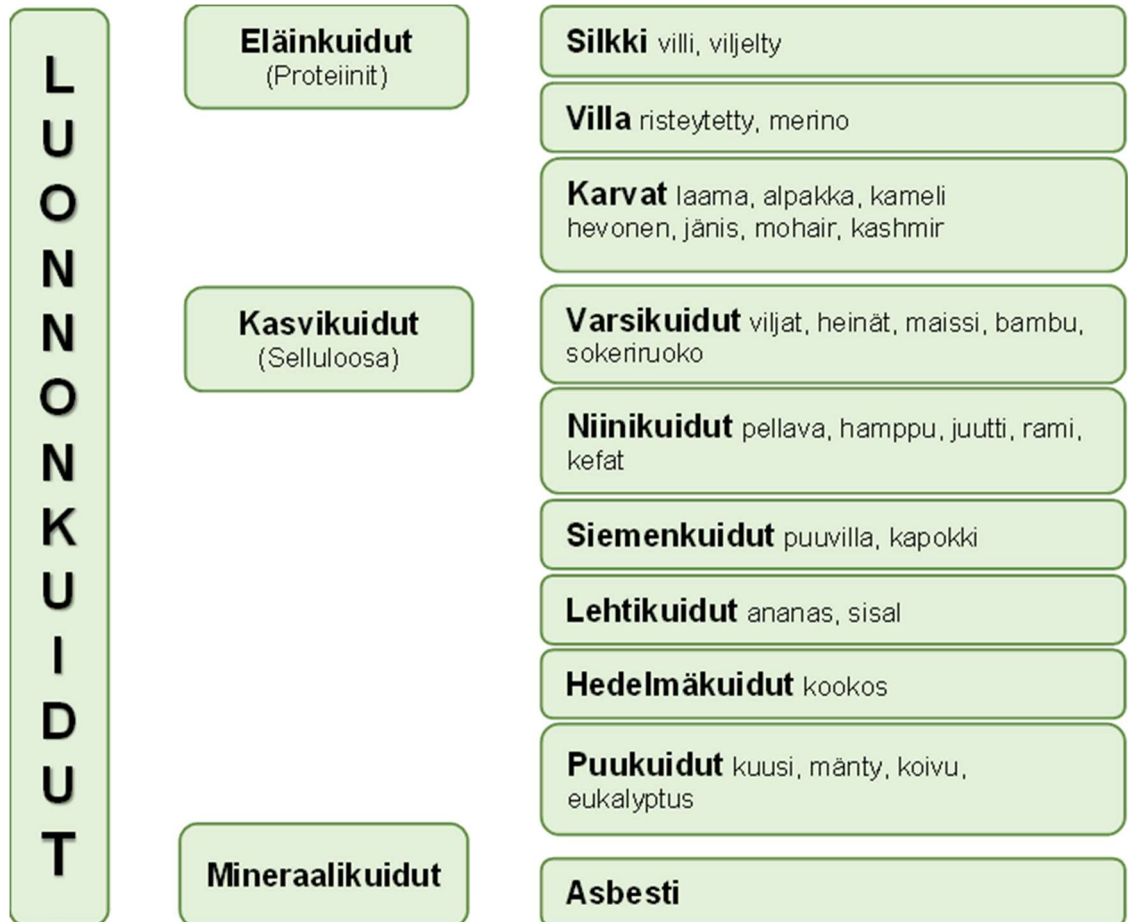 LUONNONKUIDUT
Eläinkuidut
(Proteiinit)
Silkki villi, viljelty
Villa risteytetty, merino
Karvat laama, alpakka, kameli
hevonen, jänis, mohair, kashmir
Kasvikuidut
(Selluloosa)
Varsikuidut viljat, heinät, maissi, bambu,
sokeriruoko
Niinikuidut pellava, hamppu, juutti, rami,
kefat
Siemenkuidut puuvilla, kapokki
Lehtikuidut ananas, sisal
Hedelmäkuidut kookos
Puukuidut kuusi, mänty, koivu,
eukalyptus
Mineraalikuidut
Asbesti